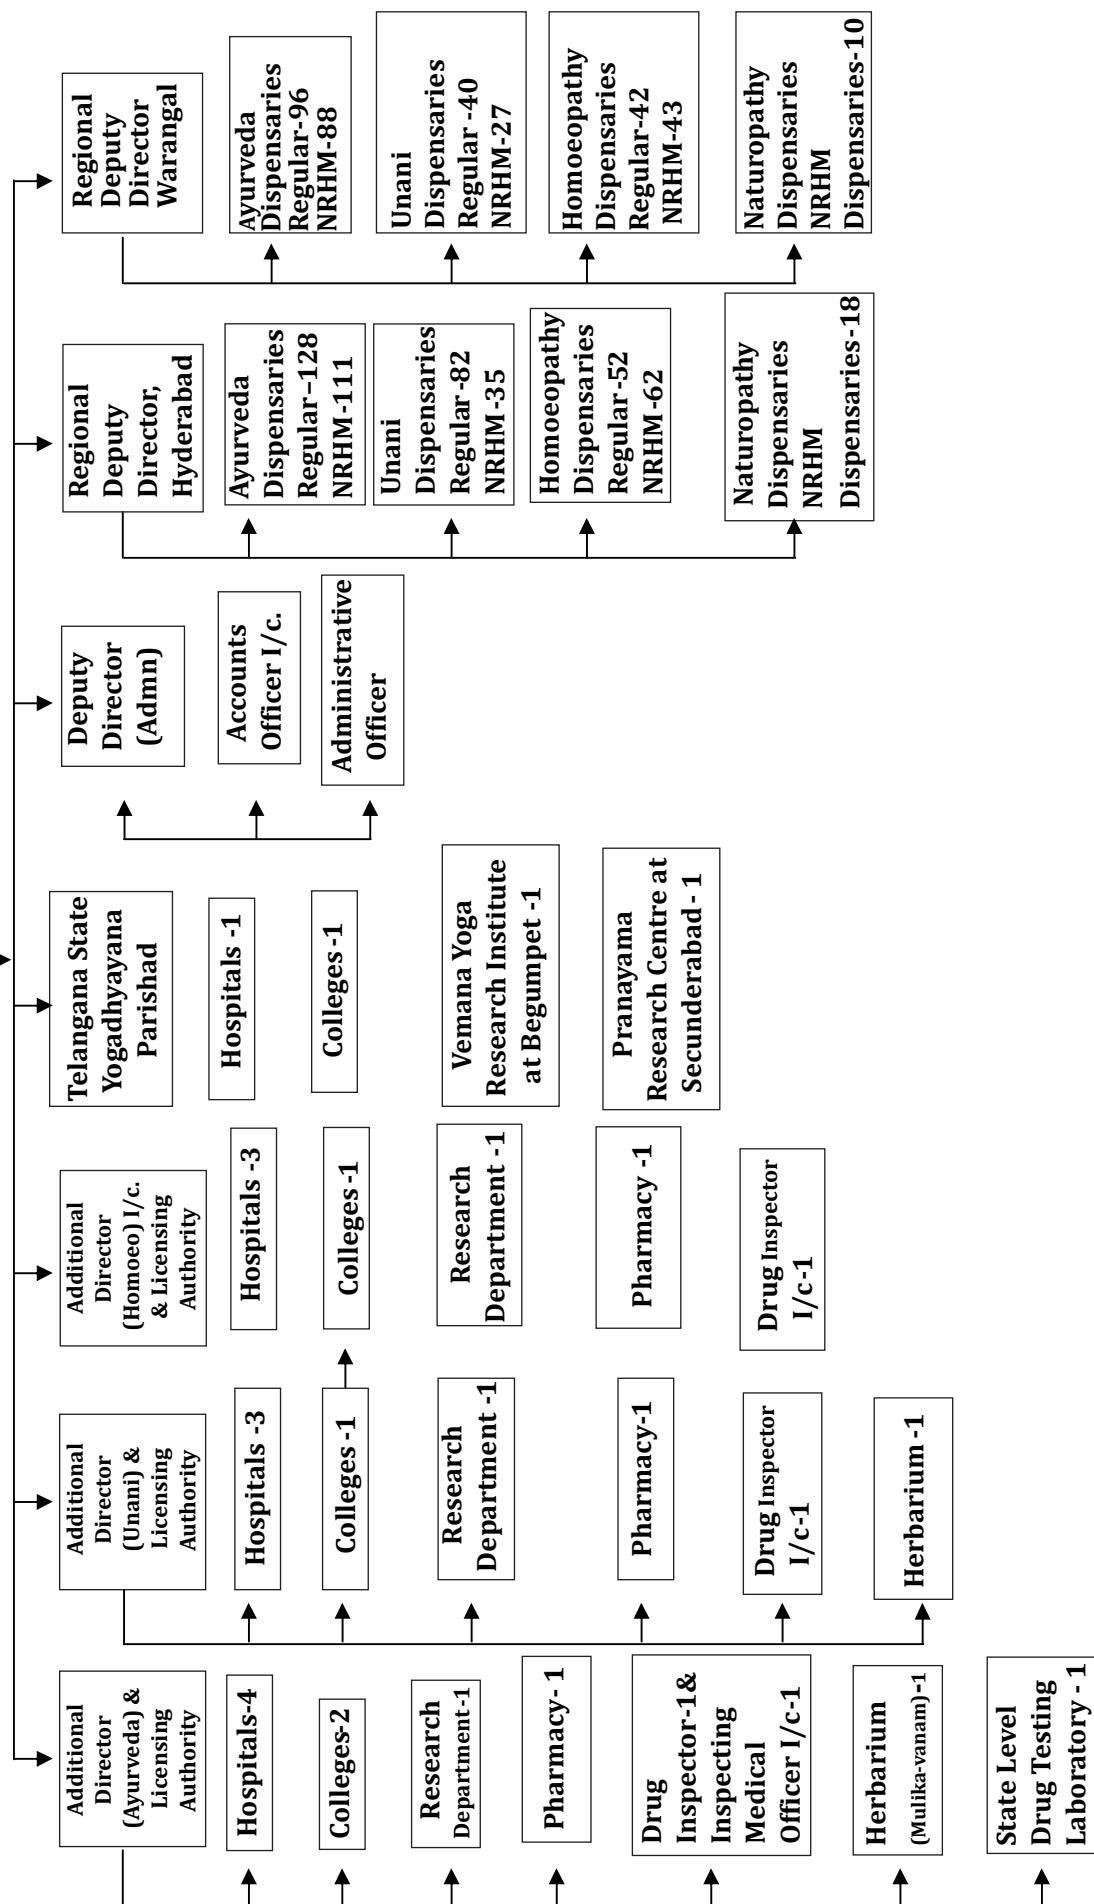 Additional
Director
(Ayurveda) &
Licensing
Authority
Hospitals-4
Colleges-2
Research
Department-1
Pharmacy- 1
Drug
Inspector-1&
Inspecting
Medical
Officer I/c-1
Herbarium
(Mulika-vanam)-1
State Level
Drug Testing
Laboratory - 1
Additional
Director
(Unani) &
Licensing
Authority
Hospitals -3
Colleges -1
Research
Department -1
Pharmacy-1
Drug Inspector
I/c-1
Herbarium -1
Additional
Director
(Homoeo) I/c.
& Licensing
Authority
Hospitals -3
Colleges -1
Research
Department -1
Pharmacy -1
Drug Inspector
I/c-1
Telangana State
Yogadhyayana
Parishad
Hospitals -1
Colleges -1
Vemana Yoga
Research Institute
at Begumpet -1
Pranayama
Research Centre at
Secunderabad- 1
Deputy
Director
(Admn)
Accounts
Officer I/c.
Administrative
Officer
Regional
Deputy
Director,
Hyderabad
Ayurveda
Dispensaries
Regular–128
NRHM-111
Unani
Dispensaries
Regular-82
NRHM-35
Homoeopathy
Dispensaries
Regular-52
NRHM-62
Naturopathy
Dispensaries
NRHM
Dispensaries-18
Regional
Deputy
Director
Warangal
Ayurveda
Dispensaries
Regular-96
NRHM-88
Unani
Dispensaries
Regular -40
NRHM-27
Homoeopathy
Dispensaries
Regular-42
NRHM-43
Naturopathy
Dispensaries
NRHM
Dispensaries-10